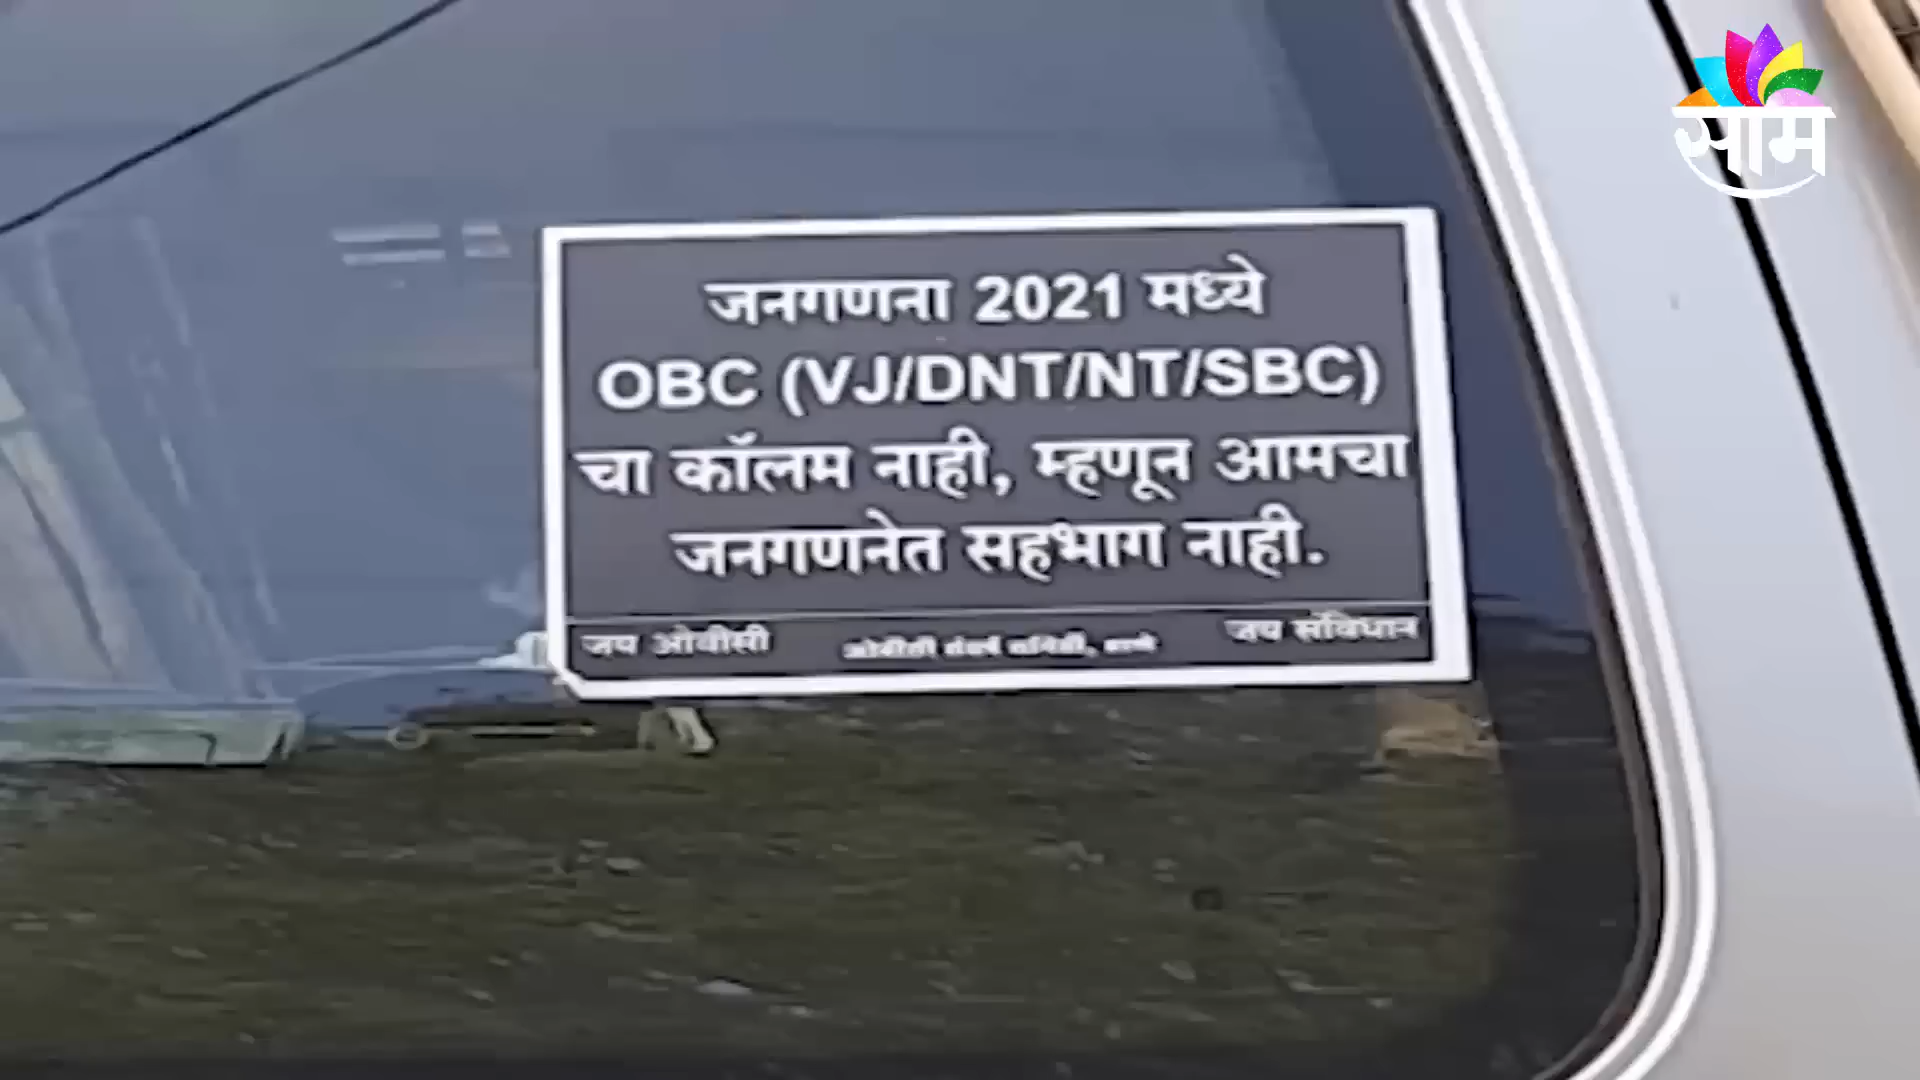 साम
जनगणना 2021 मध्ये
OBC (VJ/DNT/NT/SBC)
चा कॉलम नाही, म्हणून आमचा
जनगणनेत सहभाग नाही.
जय ओबीसी
जय संविधान